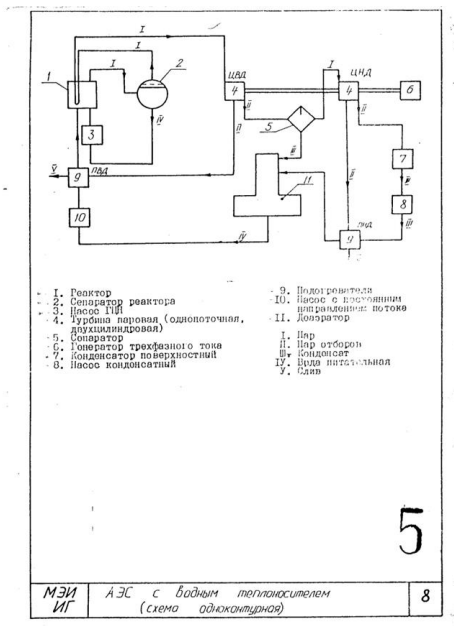 I
I
I
I
1
2
3
IV
ЦВД
4
II
II
5
ЦНД
4
II
6
7
III
8
III
II
III
11
V
9
ПВД
10
IV
ПНД
9
1. Реактор
2. Сепаратор реактора
3. Насос ГЦН
4. Турбина паровая (однопоточная,
двухцилиндровая)
5. Сепаратор
6. Генератор трехфазного тока
7. Конденсатор поверхностный
8. Насос конденсатный
9. Подогреватели
10. Насос с постоянным
направлением потока
11. Деаэратор
I. Пар
II. Пар отборов
III. Конденсат
IV. Вода питательная
V. Слив
5
МЭИ
ИГ
АЭС с водным теплоносителем
(схема одноконтурная)
8